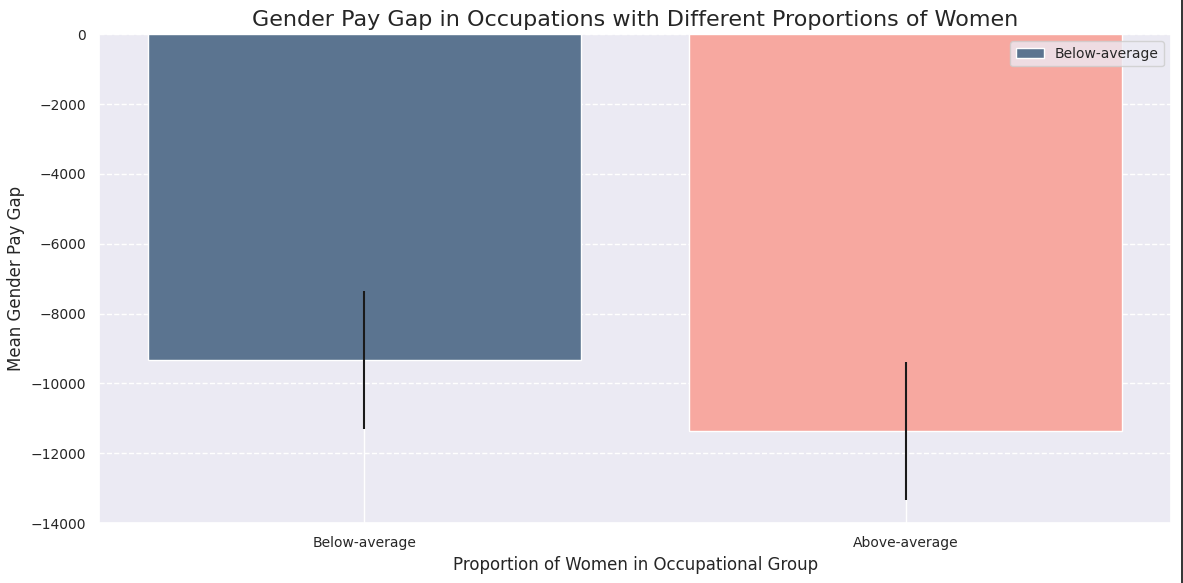 Gender Pay Gap in Occupations with Different Proportions of Women
Below-average
Mean Gender Pay Gap
0
−2000
−4000
−6000
−8000
−10000
−12000
−14000
Below-average
Above-average
Proportion of Women in Occupational Group